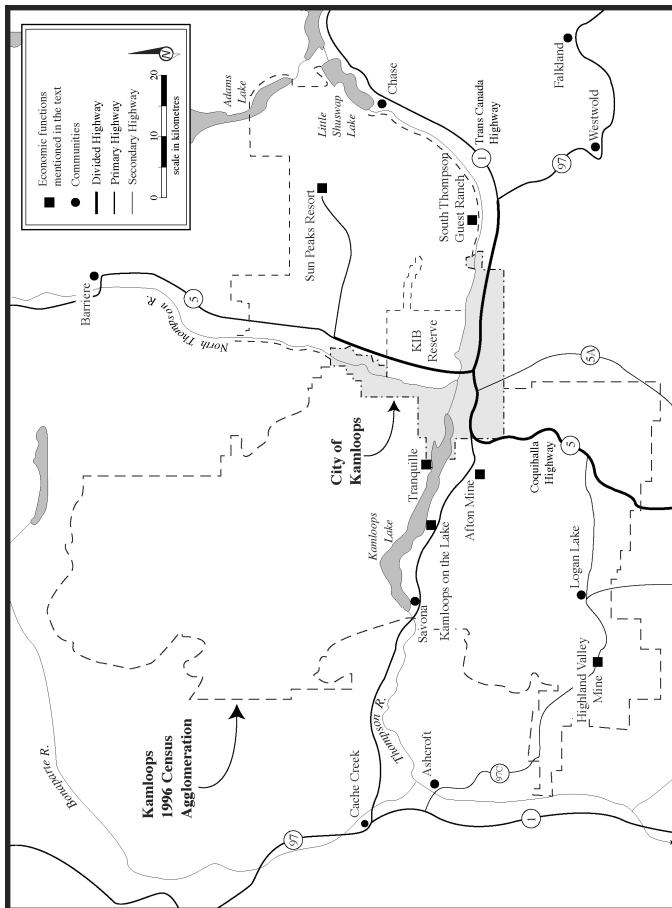 Economic functions
mentioned in the text
Communities
Divided Highway
Primary Highway
Secondary Highway
N
0
10
20
scale in kilometres
Adams
Lake
Little
Shuswap
Lake
Chase
Falkland
Westwold
Trans Canada
Highway
1
97
Sun Peaks Resort
South Thompson
Guest Ranch
Barriere
5
North Thompson R.
KIB
Reserve
5A
City of
Kamloops
Tranquille
Kamloops
Lake
Kamloops on the Lake
Afton Mine
Coquihalla
Highway
5
Savona
Logan Lake
Highland Valley
Mine
Kamloops
1996 Census
Agglomeration
Bonaparte R.
Thompson R.
Cache Creek
Ashcroft
97C
97
1